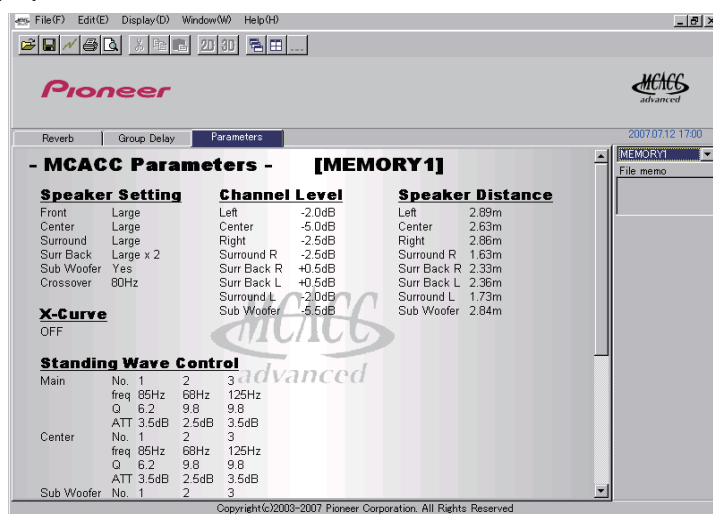 File(F) Edit(E) Display(D) Window(W) Help(H)
2D 3D
Pioneer
MCACC
advanced
Reverb Group Delay Parameters
2007.07.12 17:00
MEMORY1
File memo
- MCACC Parameters - [MEMORY1]
Speaker Setting
Front Large
Center Large
Surround Large
Surr Back Large x 2
Sub Woofer Yes
Crossover 80Hz
X-Curve
OFF
Channel Level
Left -2.0dB
Center -5.0dB
Right -2.5dB
Surround R -2.5dB
Surr Back R +0.5dB
Surr Back L +0.5dB
Surround L -2.0dB
Sub Woofer -5.5dB
Speaker Distance
Left 2.89m
Center 2.63m
Right 2.86m
Surround R 1.63m
Surr Back R 2.33m
Surr Back L 2.36m
Surround L 1.73m
Sub Woofer 2.84m
MCACC
advanced
Standing Wave Control
Main No. 1 2 3
freq 85Hz 68Hz 125Hz
Q 6.2 9.8 9.8
ATT 3.5dB 2.5dB 3.5dB
Center No. 1 2 3
freq 85Hz 68Hz 125Hz
Q 6.2 9.8 9.8
ATT 3.5dB 2.5dB 3.5dB
Sub Woofer No. 1 2 3
Copyright(c)2003-2007 Pioneer Corporation. All Rights Reserved